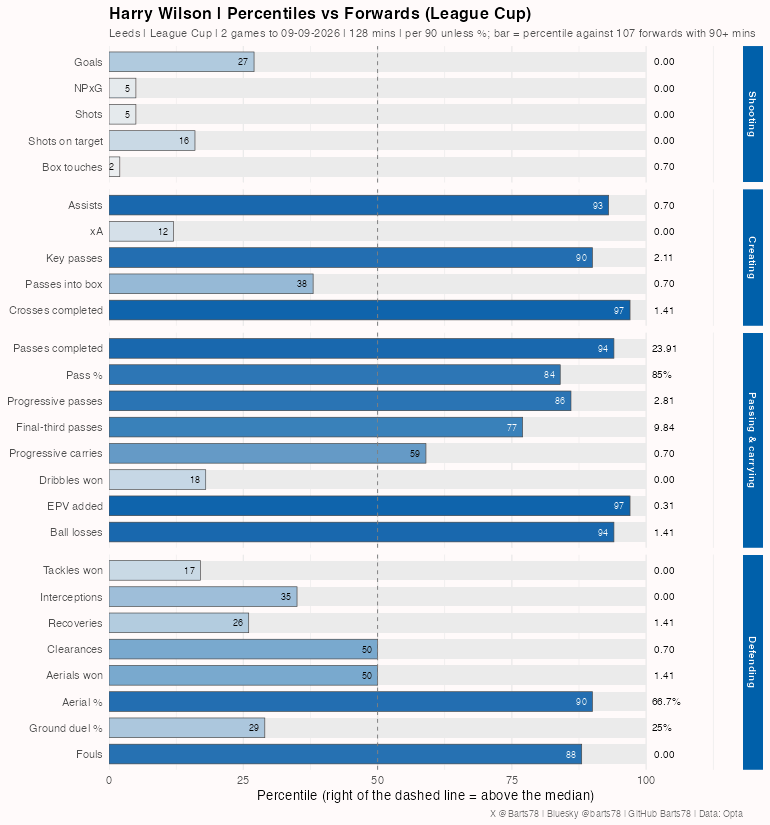 Harry Wilson | Percentiles vs Forwards (League Cup)
Leeds | League Cup | 2 games to 09-09-2026 | 128 mins | per 90 unless %; bar = percentile against 107 forwards with 90+ mins
Goals 27 0.00
NPxG 5 0.00
Shots 5 0.00
Shots on target 16 0.00
Box touches 2 0.70
Shooting
Assists 93 0.70
xA 12 0.00
Key passes 90 2.11
Passes into box 38 0.70
Crosses completed 97 1.41
Creating
Passes completed 94 23.91
Pass % 84 85%
Progressive passes 86 2.81
Final-third passes 77 9.84
Progressive carries 59 0.70
Dribbles won 18 0.00
EPV added 97 0.31
Ball losses 94 1.41
Passing & carrying
Tackles won 17 0.00
Interceptions 35 0.00
Recoveries 26 1.41
Clearances 50 0.70
Aerials won 50 1.41
Aerial % 90 66.7%
Ground duel % 29 25%
Fouls 88 0.00
Defending
0 25 50 75 100
Percentile (right of the dashed line = above the median)
X @Barts78 | Bluesky @barts78 | GitHub Barts78 | Data: Opta